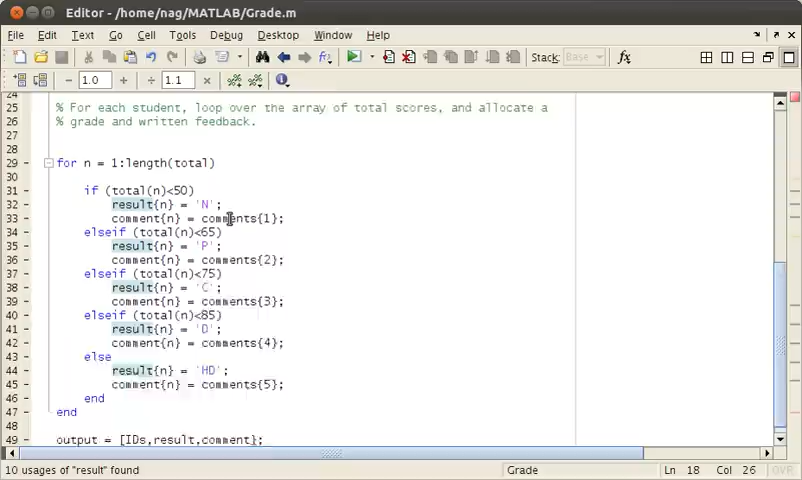 Editor - /home/nag/MATLAB/Grade.m
File Edit Text Go Cell Tools Debug Desktop Window Help
Stack: Base fx
1.0 + ÷ 1.1 ×
24
25 % For each student, loop over the array of total scores, and allocate a
26 % grade and written feedback.
27
28
29 for n = 1:length(total)
30
31 if (total(n)<50)
32 result{n} = 'N';
33 comment{n} = comments{1};
34 elseif (total(n)<65)
35 result{n} = 'P';
36 comment{n} = comments{2};
37 elseif (total(n)<75)
38 result{n} = 'C';
39 comment{n} = comments{3};
40 elseif (total(n)<85)
41 result{n} = 'D';
42 comment{n} = comments{4};
43 else
44 result{n} = 'HD';
45 comment{n} = comments{5};
46 end
47 end
48
49 output = [IDs,result,comment];
10 usages of "result" found Grade Ln 18 Col 26 OVR